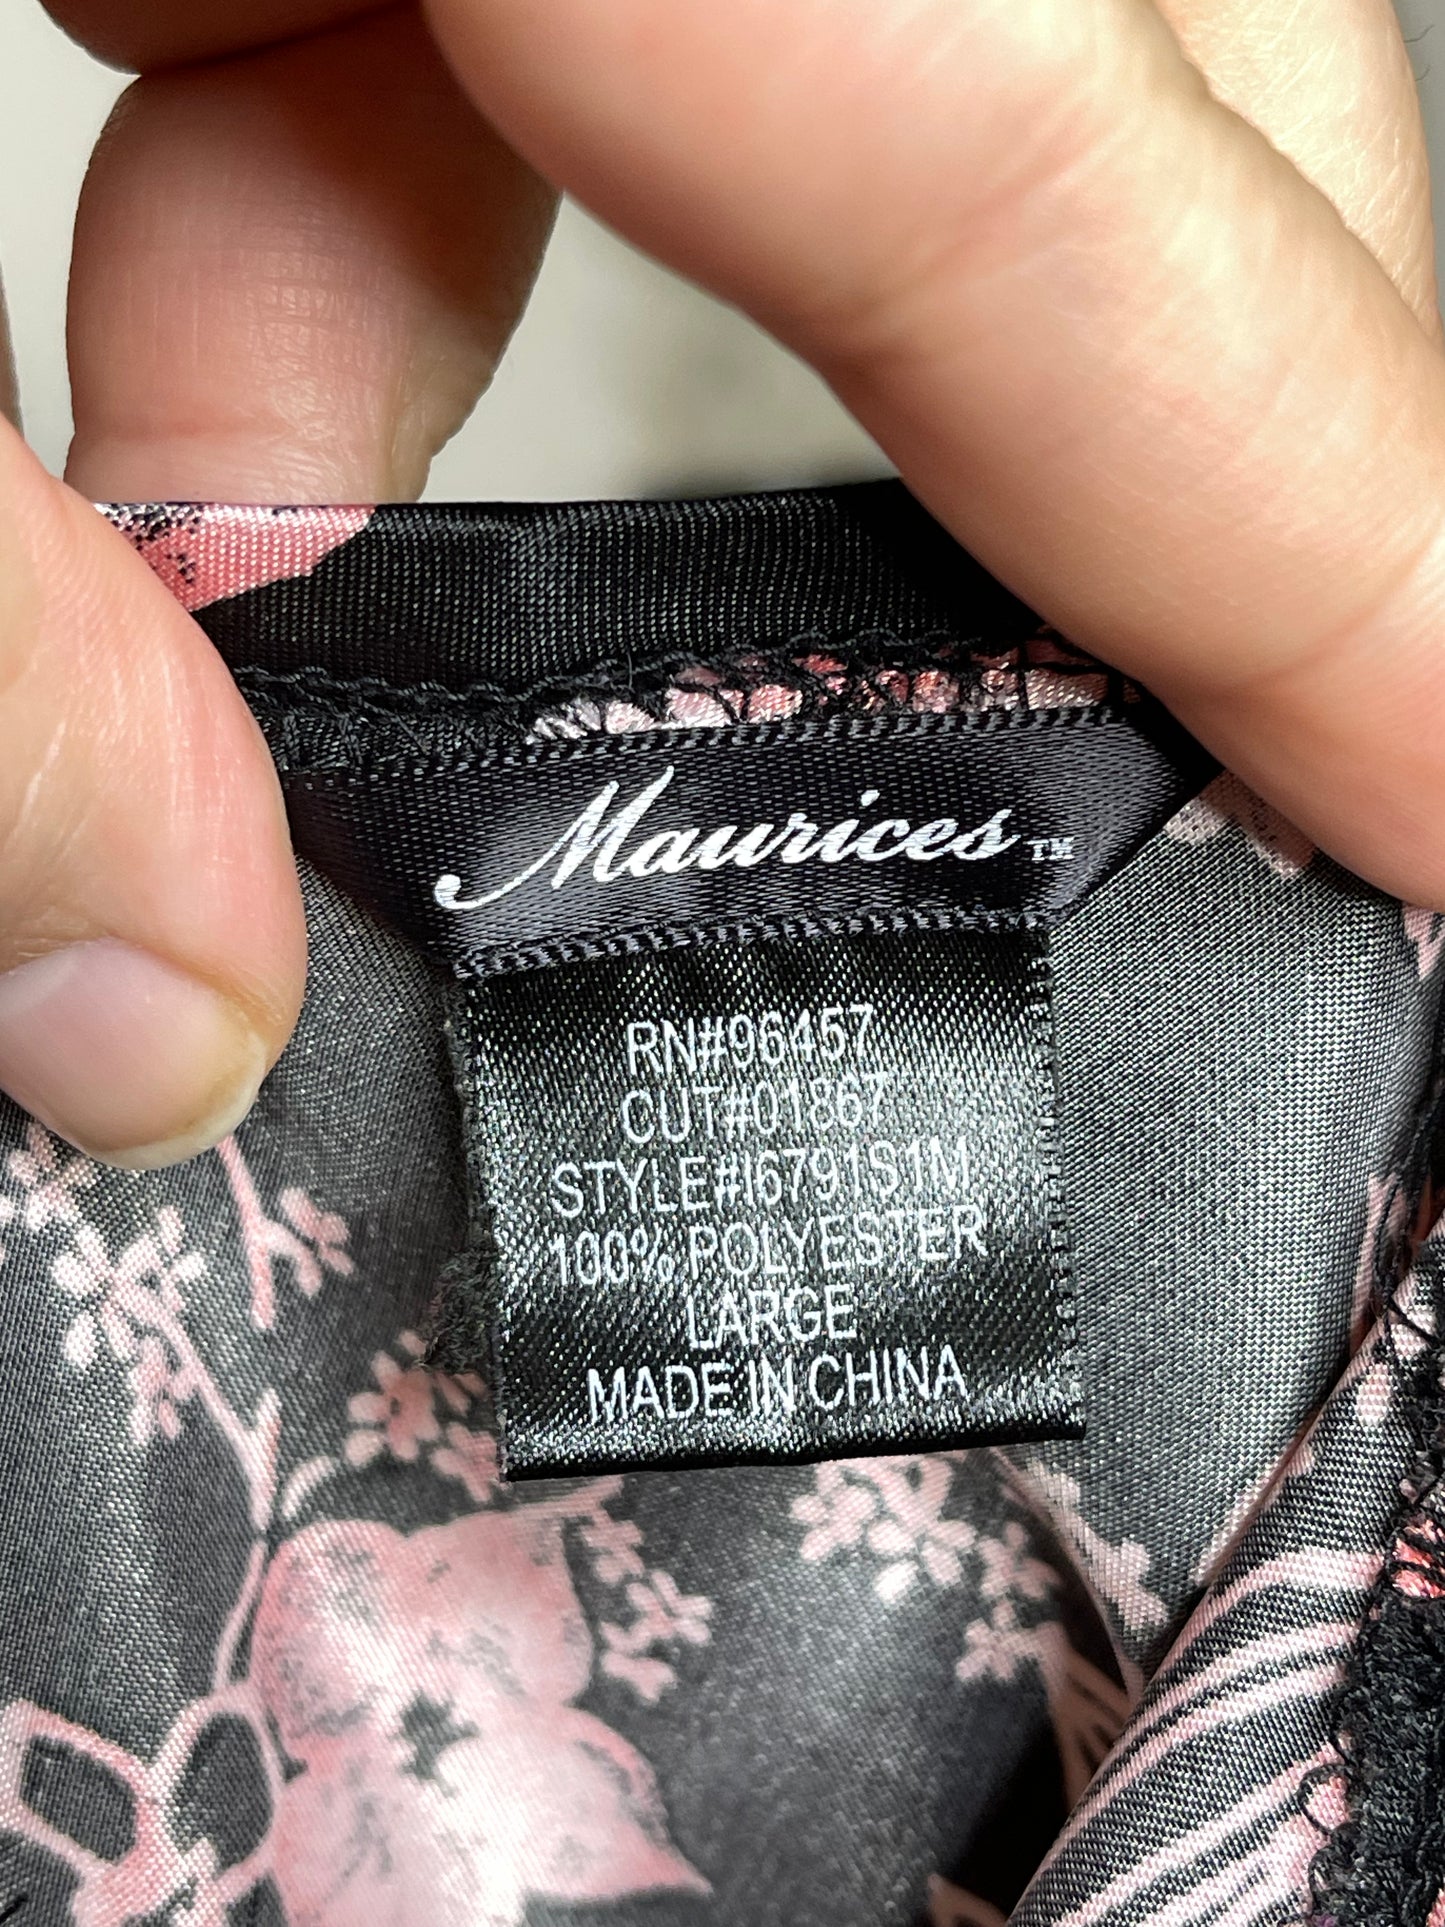 Maurices™
RN#96457
CUT#01867
STYLE#I6791S1M
100% POLYESTER
LARGE
MADE IN CHINA